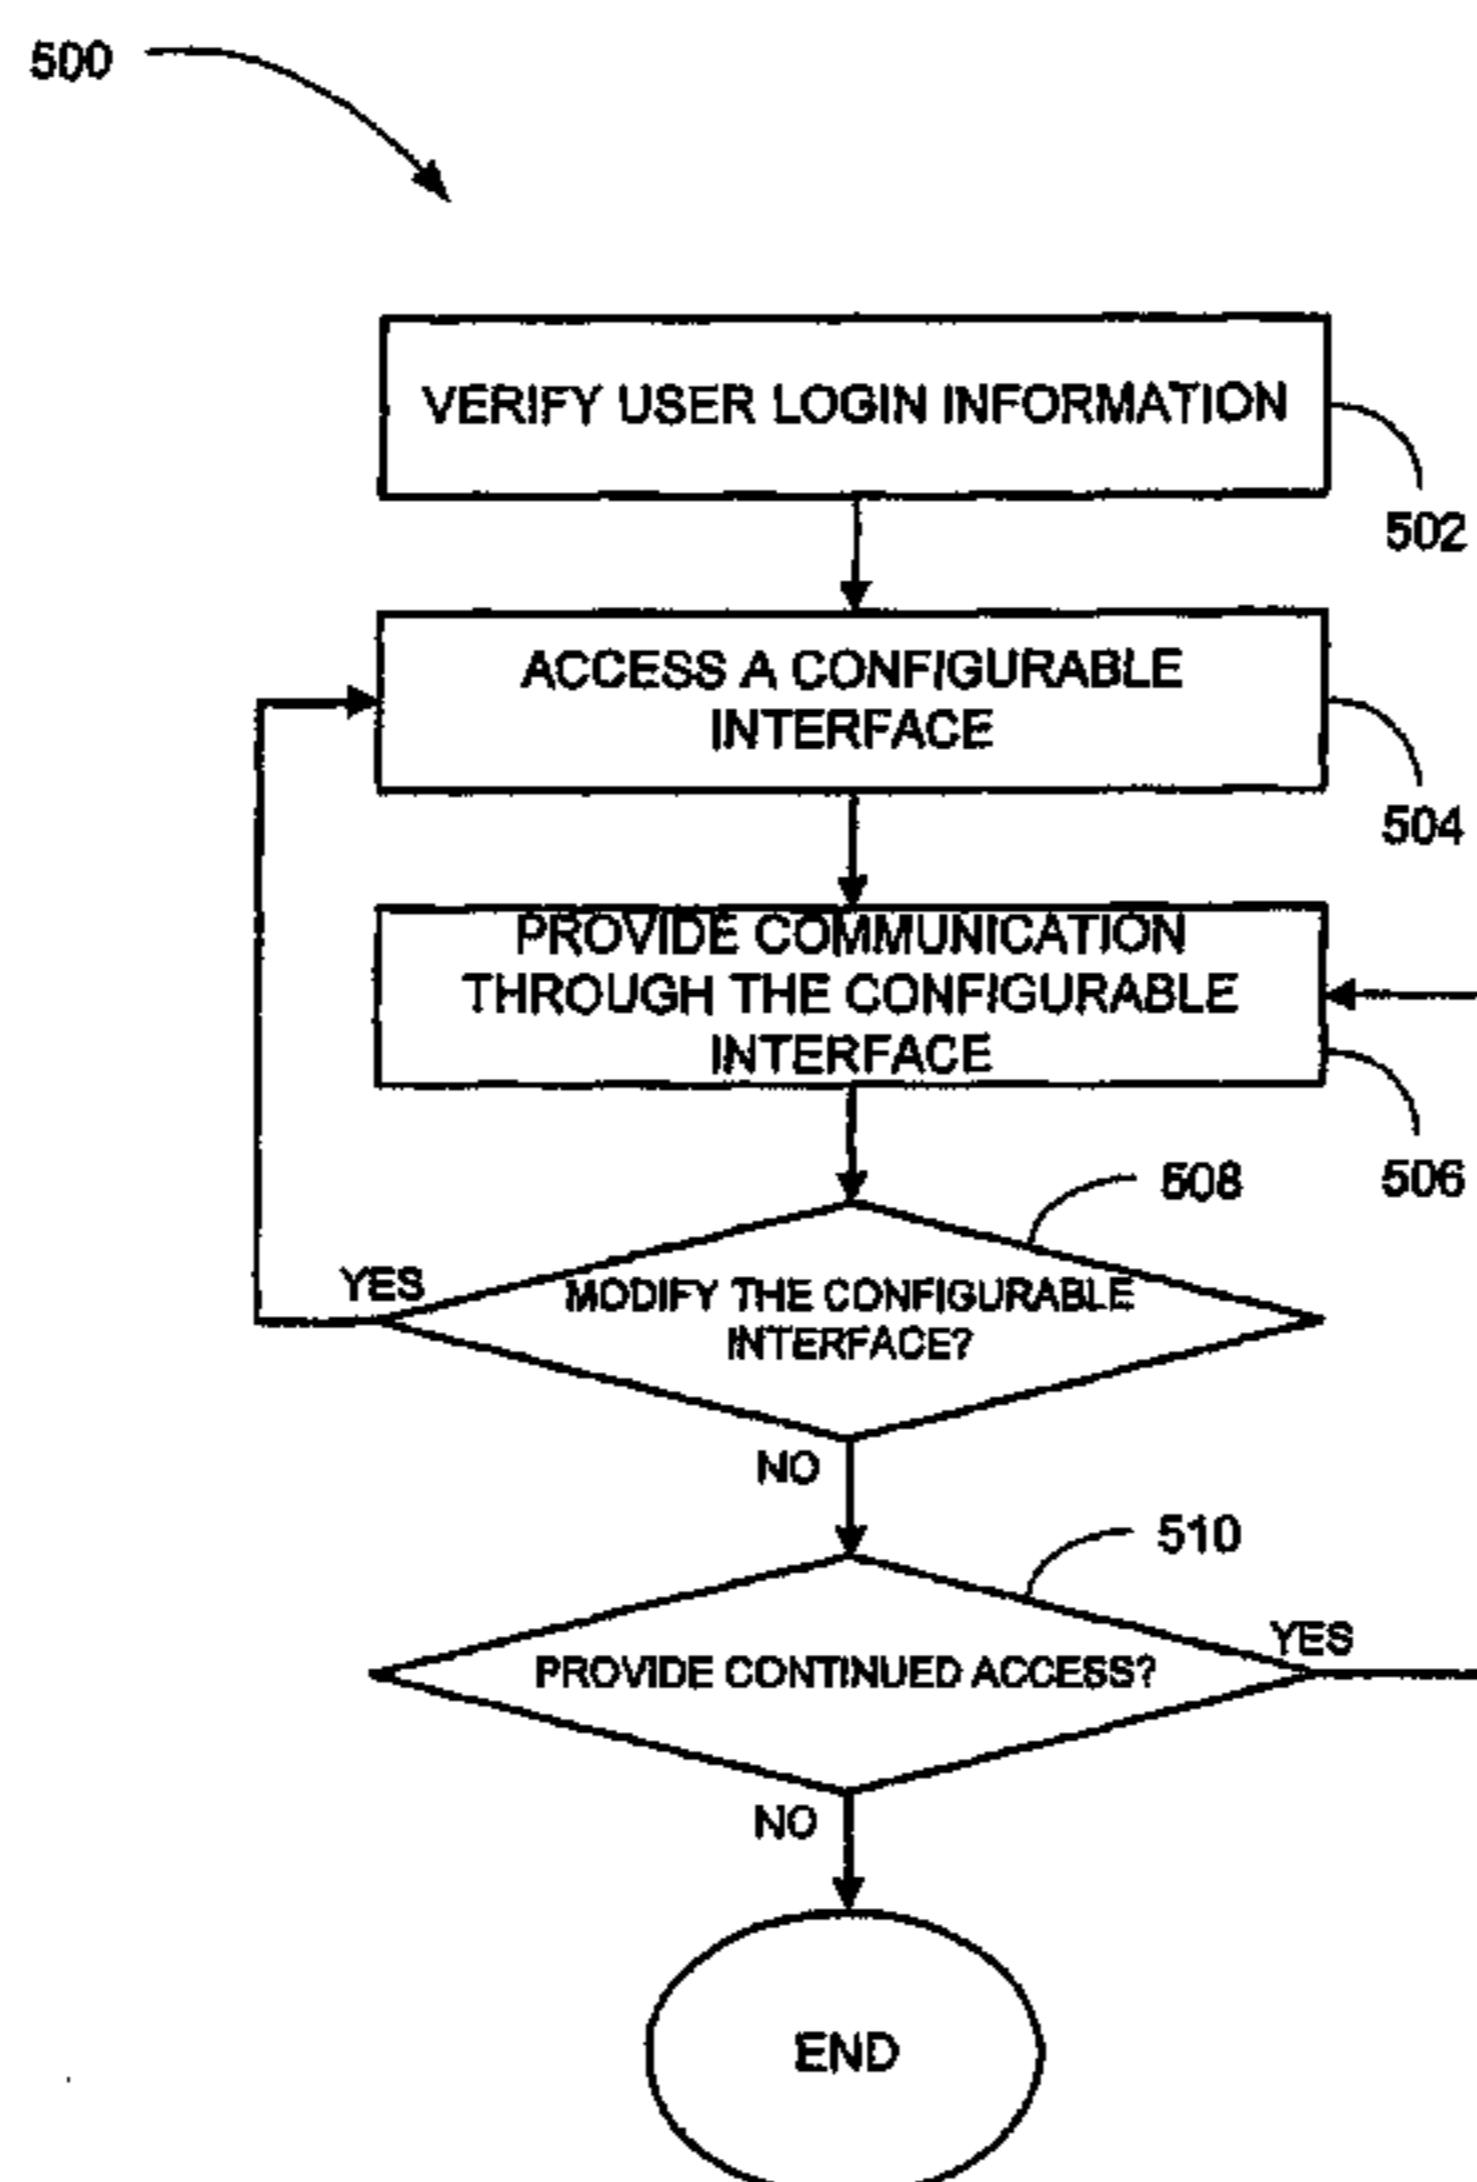 500
VERIFY USER LOGIN INFORMATION
502
ACCESS A CONFIGURABLE
INTERFACE
504
PROVIDE COMMUNICATION
THROUGH THE CONFIGURABLE
INTERFACE
506
508
YES
MODIFY THE CONFIGURABLE
INTERFACE?
NO
510
YES
PROVIDE CONTINUED ACCESS?
NO
END